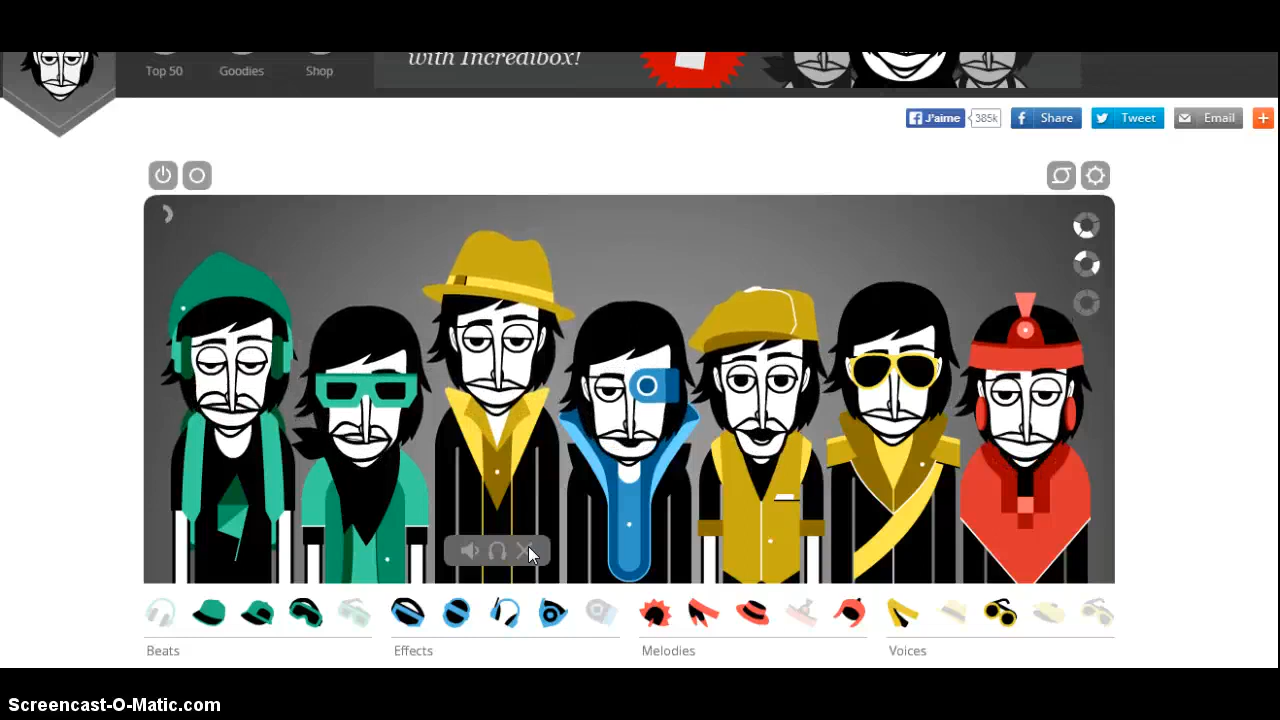 with Incredibox!
Top 50
Goodies
Shop
J'aime
385k
Share
Tweet
Email
Beats
Effects
Melodies
Voices
Screencast-O-Matic.com